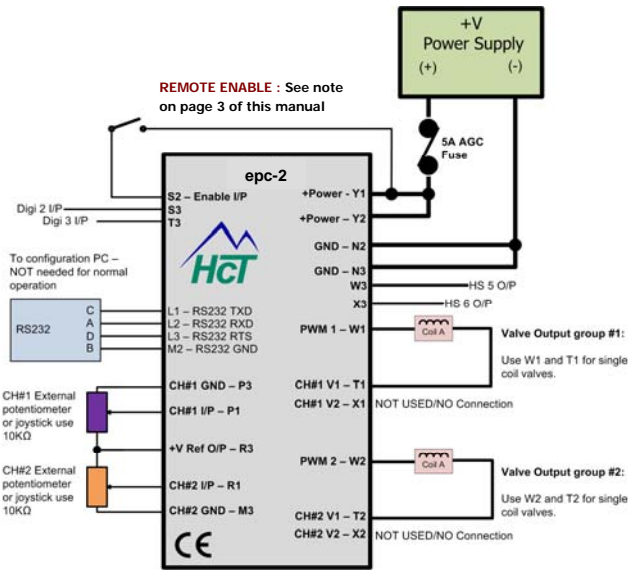 +V
Power Supply
(+) (-)
REMOTE ENABLE : See note
on page 3 of this manual
5A AGC
Fuse
epc-2
S2 – Enable I/P
+Power - Y1
Digi 2 I/P
S3
Digi 3 I/P
T3
+Power – Y2
GND – N2
HCT
GND – N3
W3
HS 5 O/P
X3
HS 6 O/P
To configuration PC –
NOT needed for normal
operation
RS232
C
A
D
B
L1 – RS232 TXD
L2 – RS232 RXD
L3 – RS232 RTS
M2 – RS232 GND
PWM 1 – W1
Coil A
Valve Output group #1:
Use W1 and T1 for single
coil valves.
CH#1 V1 – T1
CH#1 V2 – X1
NOT USED/NO Connection
CH#1 External
potentiometer
or joystick use
10KΩ
CH#1 GND – P3
CH#1 I/P – P1
+V Ref O/P – R3
CH#2 External
potentiometer
or joystick use
10KΩ
CH#2 I/P – R1
CH#2 GND – M3
PWM 2 – W2
Coil A
Valve Output group #2:
Use W2 and T2 for single
coil valves.
CH#2 V1 – T2
CH#2 V2 – X2
NOT USED/NO Connection
CE